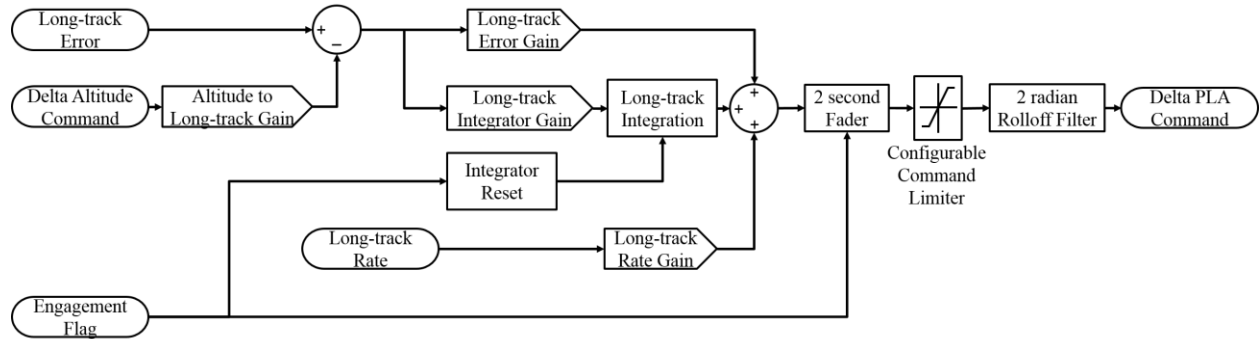 Long-track
Error
+
−
Long-track
Error Gain
Delta Altitude
Command
Altitude to
Long-track Gain
Long-track
Integrator Gain
Long-track
Integration
+
+
+
2 second
Fader
Configurable
Command
Limiter
2 radian
Rolloff Filter
Delta PLA
Command
Integrator
Reset
Long-track
Rate
Long-track
Rate Gain
Engagement
Flag